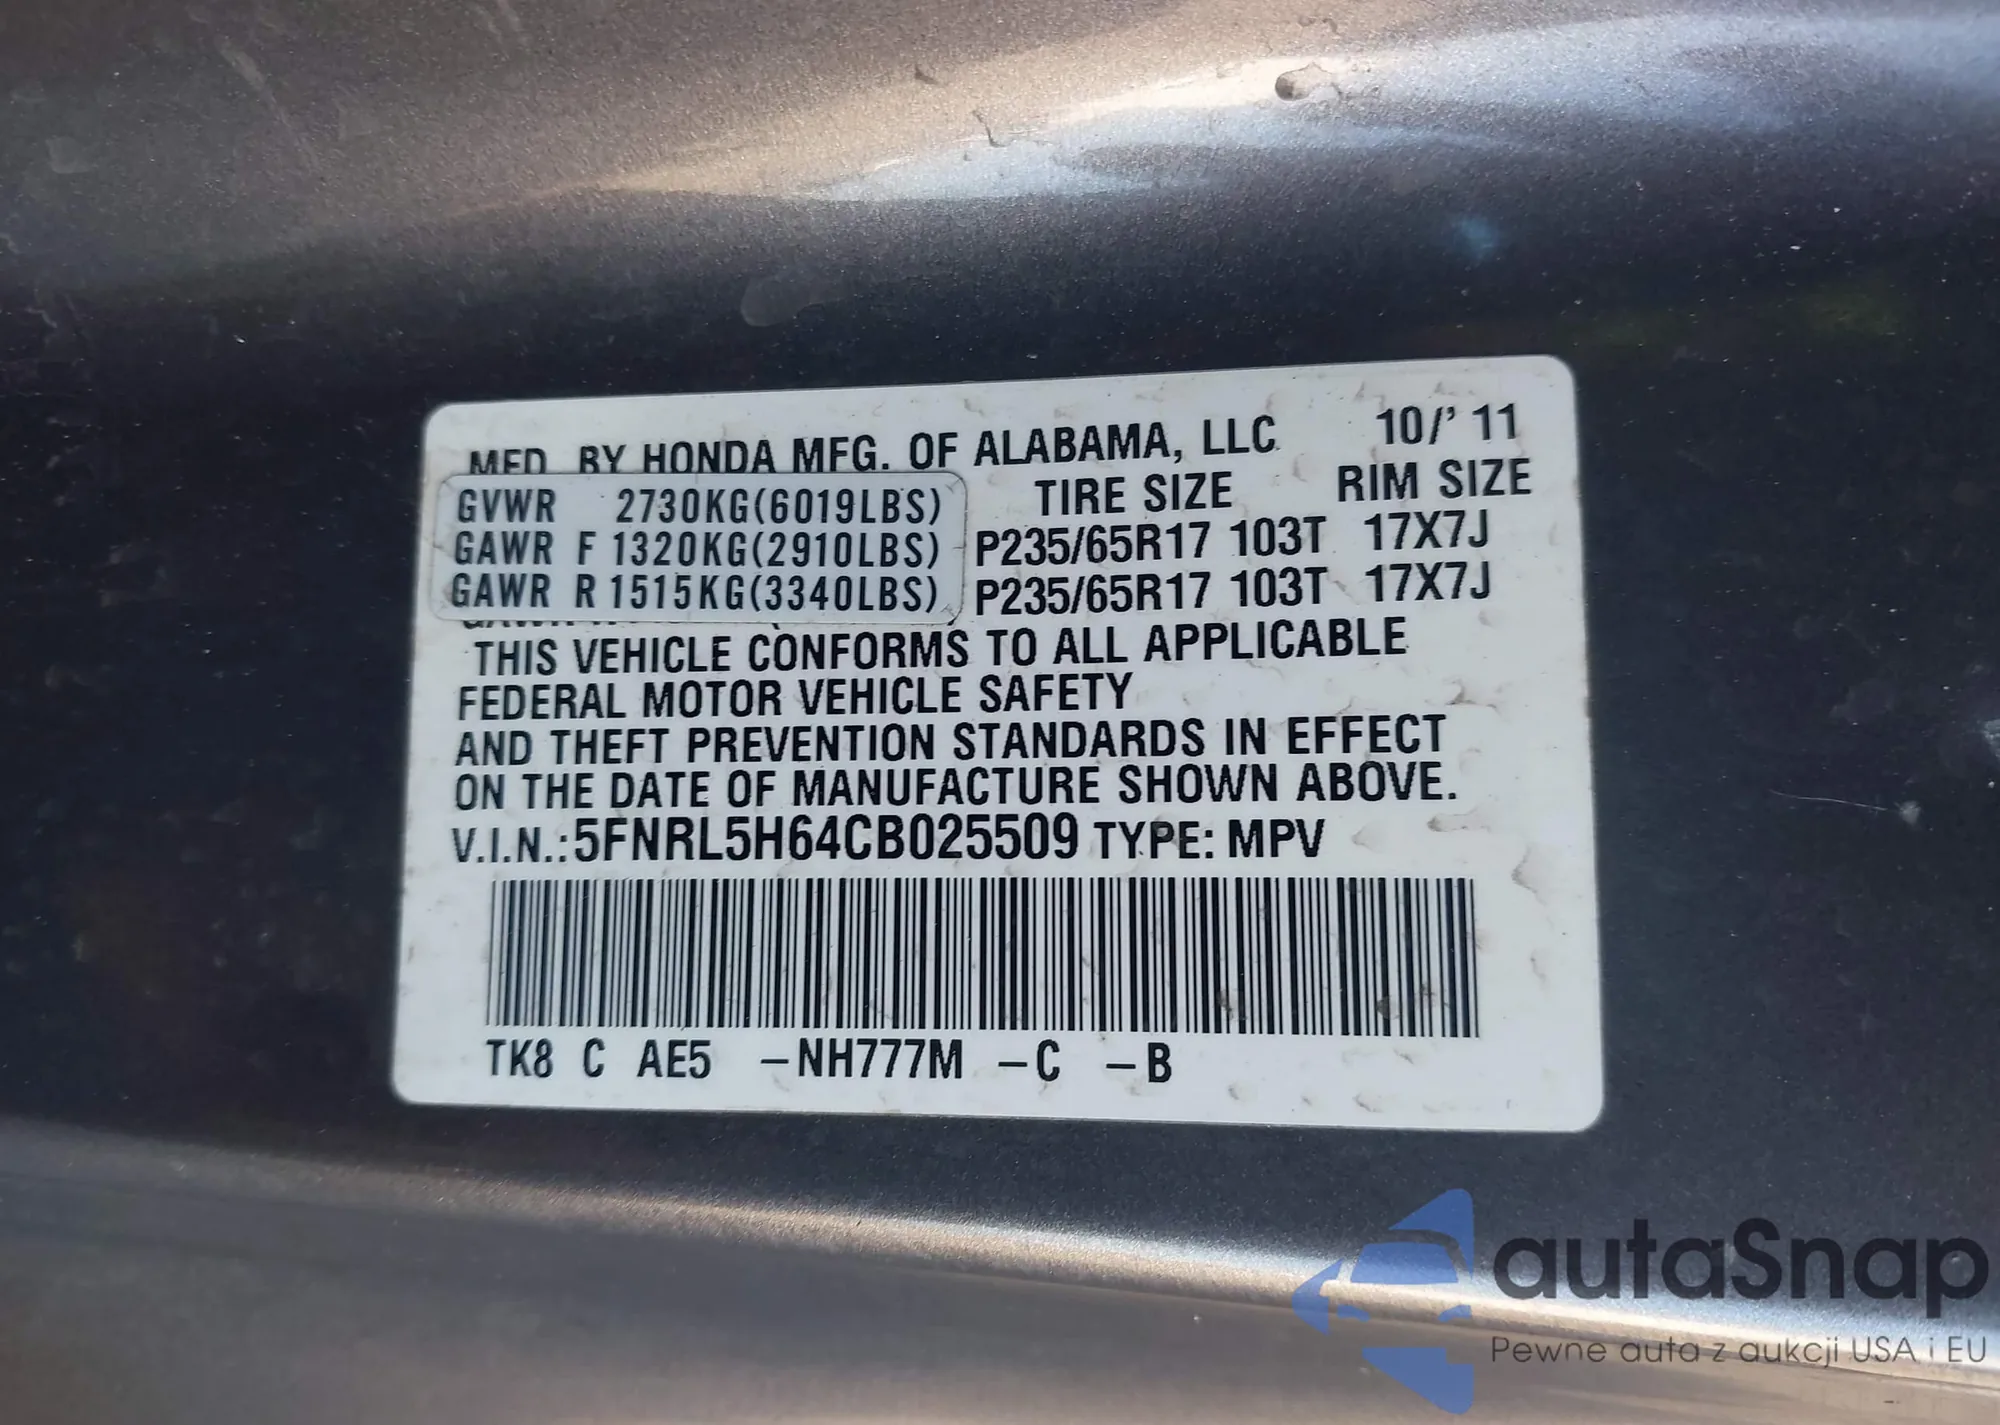 MFD BY HONDA MFG. OF ALABAMA, LLC 10/'11
TIRE SIZE RIM SIZE
GVWR 2730KG(6019LBS)
GAWR F 1320KG(2910LBS) P235/65R17 103T 17X7J
GAWR R 1515KG(3340LBS) P235/65R17 103T 17X7J
THIS VEHICLE CONFORMS TO ALL APPLICABLE
FEDERAL MOTOR VEHICLE SAFETY
AND THEFT PREVENTION STANDARDS IN EFFECT
ON THE DATE OF MANUFACTURE SHOWN ABOVE.
V.I.N.:5FNRL5H64CB025509 TYPE: MPV
TK8 C AE5 –NH777M –C –B
autaSnap
Pewne auta z aukcji USA i EU